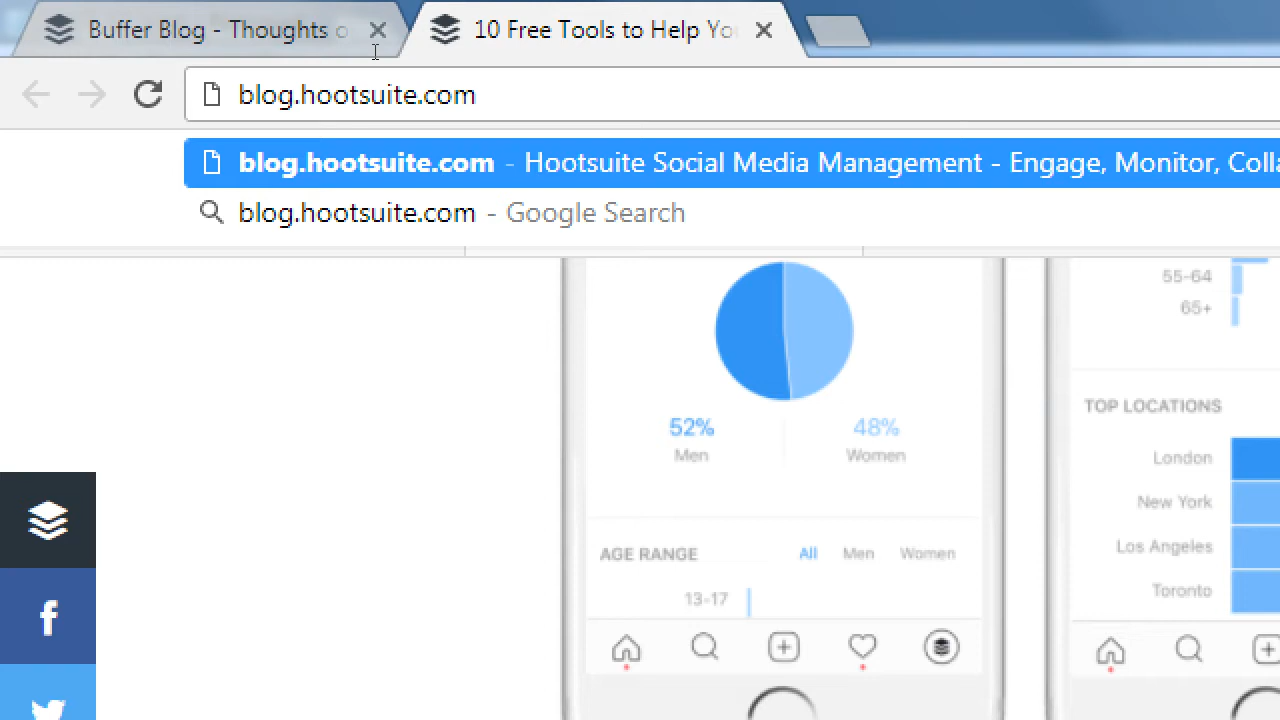 Buffer Blog - Thoughts o
10 Free Tools to Help Yo
blog.hootsuite.com
blog.hootsuite.com - Hootsuite Social Media Management - Engage, Monitor, Colla
blog.hootsuite.com - Google Search
52%
Men
48%
Women
AGE RANGE
All Men Women
13-17
55-64
65+
TOP LOCATIONS
London
New York
Los Angeles
Toronto